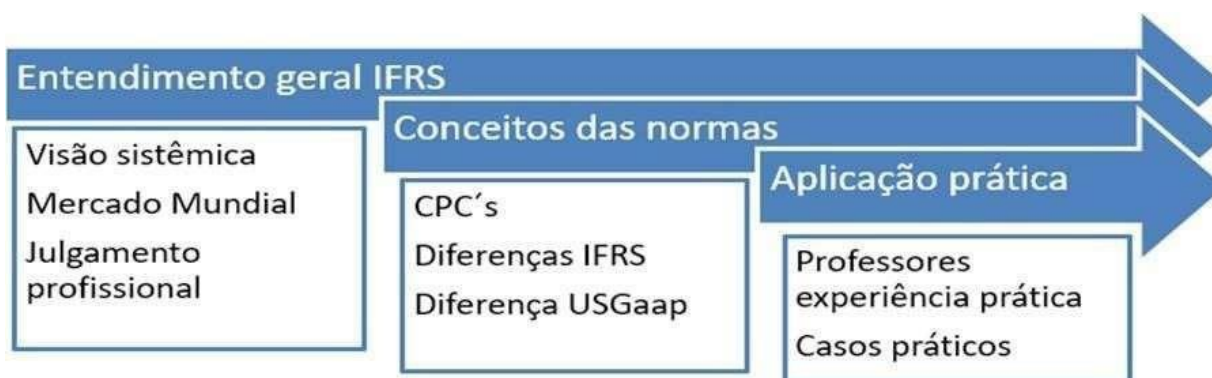 Entendimento geral IFRS
Visão sistêmica
Mercado Mundial
Julgamento
profissional
Conceitos das normas
CPC´s
Diferenças IFRS
Diferença USGaap
Aplicação prática
Professores
experiência prática
Casos práticos